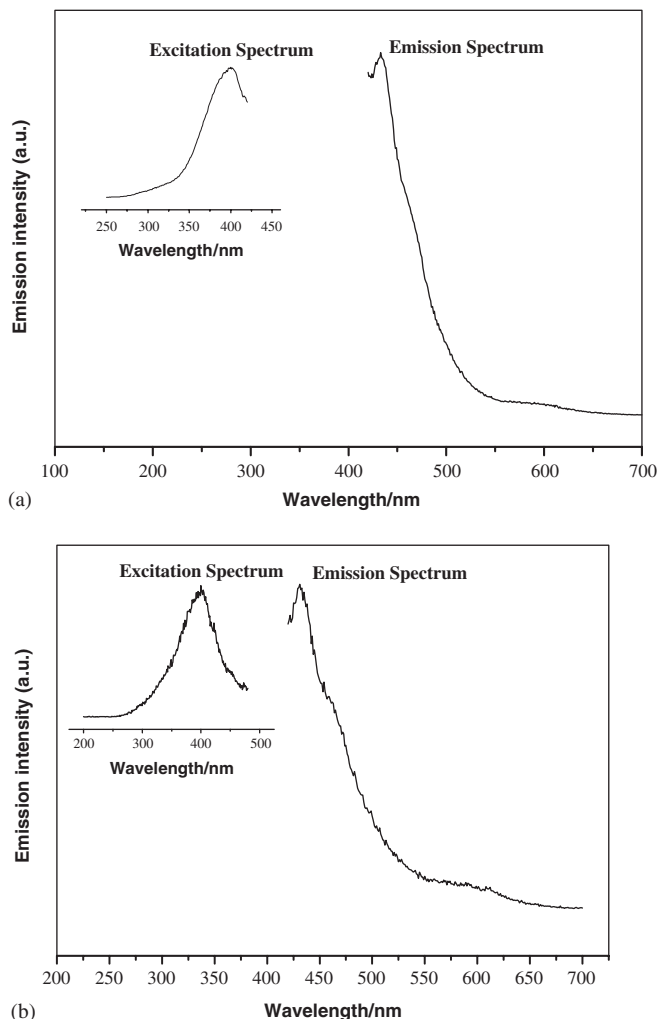 Excitation Spectrum
Emission Spectrum
Emission intensity (a.u.)
250 300 350 400 450
Wavelength/nm
100 200 300 400 500 600 700
(a)
Wavelength/nm
Excitation Spectrum
Emission Spectrum
Emission intensity (a.u.)
200 300 400 500
Wavelength/nm
200 250 300 350 400 450 500 550 600 650 700
(b)
Wavelength/nm